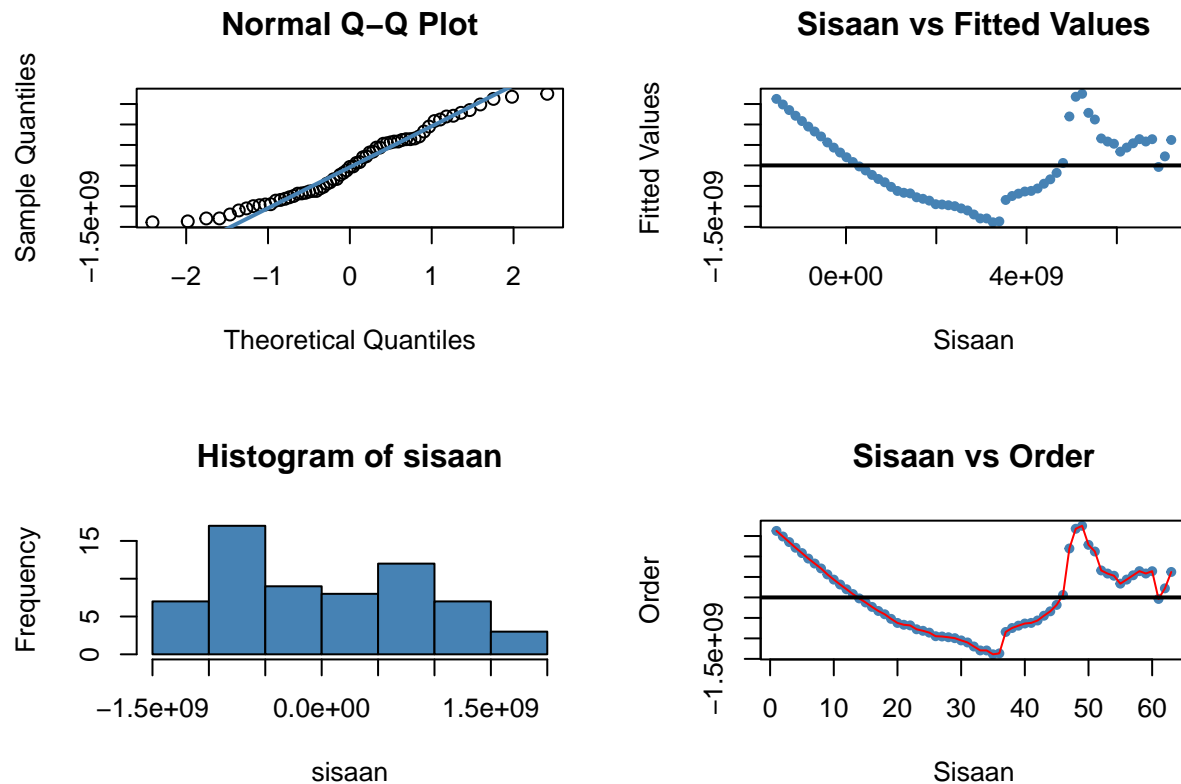 Normal Q−Q Plot
Sample Quantiles
−1.5e+09
−2 −1 0 1 2
Theoretical Quantiles
Sisaan vs Fitted Values
Fitted Values
−1.5e+09
0e+00 4e+09
Sisaan
Histogram of sisaan
Frequency
15
5
0
−1.5e+09 0.0e+00 1.5e+09
sisaan
Sisaan vs Order
Order
−1.5e+09
0 10 20 30 40 50 60
Sisaan